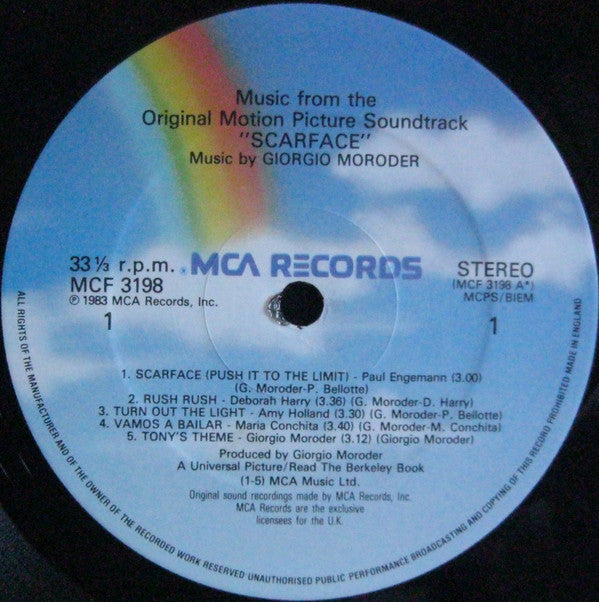 Music from the
Original Motion Picture Soundtrack
"SCARFACE"
Music by GIORGIO MORODER
33 ⅓ r.p.m.
MCA RECORDS
STEREO
MCF 3198
(MCF 3198 A*)
℗ 1983 MCA Records, Inc.
MCPS/BIEM
1
1
1. SCARFACE (PUSH IT TO THE LIMIT) - Paul Engemann (3.00)
(G. Moroder-P. Bellotte)
2. RUSH RUSH - Deborah Harry (3.36) (G. Moroder-D. Harry)
3. TURN OUT THE LIGHT - Amy Holland (3.30) (G. Moroder-P. Bellotte)
4. VAMOS A BAILAR - Maria Conchita (3.40) (G. Moroder-M. Conchita)
5. TONY'S THEME - Giorgio Moroder (3.12) (Giorgio Moroder)
Produced by Giorgio Moroder
A Universal Picture/Read The Berkeley Book
(1-5) MCA Music Ltd.
Original sound recordings made by MCA Records, Inc.
MCA Records are the exclusive
licensees for the U.K.
ALL RIGHTS OF THE MANUFACTURER AND OF THE OWNER OF THE RECORDED WORK RESERVED UNAUTHORISED PUBLIC PERFORMANCE BROADCASTING AND COPYING OF THIS RECORD PROHIBITED MADE IN ENGLAND